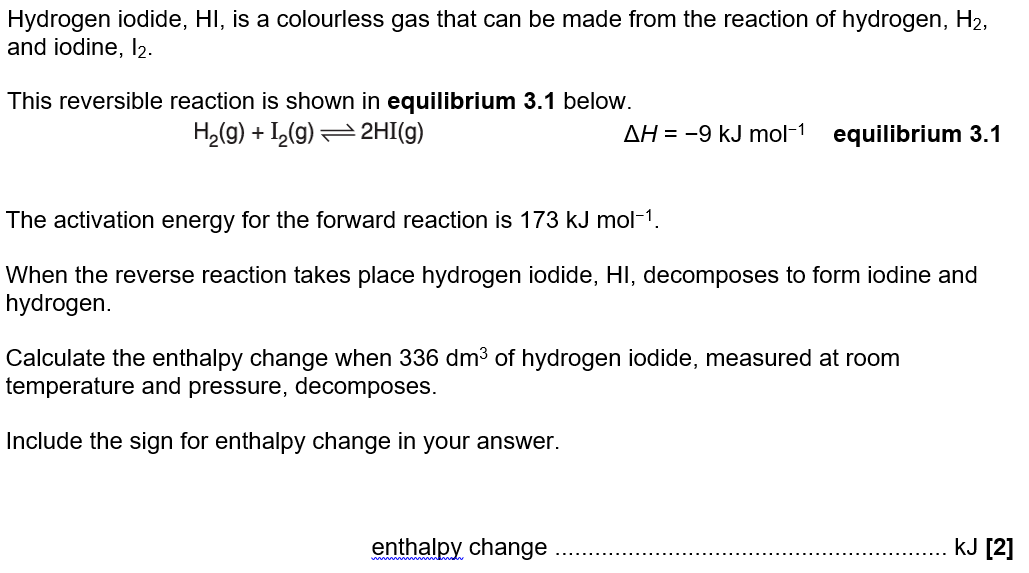 Hydrogen iodide, HI, is a colourless gas that can be made from the reaction of hydrogen, H₂,
and iodine, I₂.
This reversible reaction is shown in equilibrium 3.1 below.
H₂(g) + I₂(g) ⇌ 2HI(g) ΔH = −9 kJ mol⁻¹ equilibrium 3.1
The activation energy for the forward reaction is 173 kJ mol⁻¹.
When the reverse reaction takes place hydrogen iodide, HI, decomposes to form iodine and
hydrogen.
Calculate the enthalpy change when 336 dm³ of hydrogen iodide, measured at room
temperature and pressure, decomposes.
Include the sign for enthalpy change in your answer.
enthalpy change .......................................................... kJ [2]